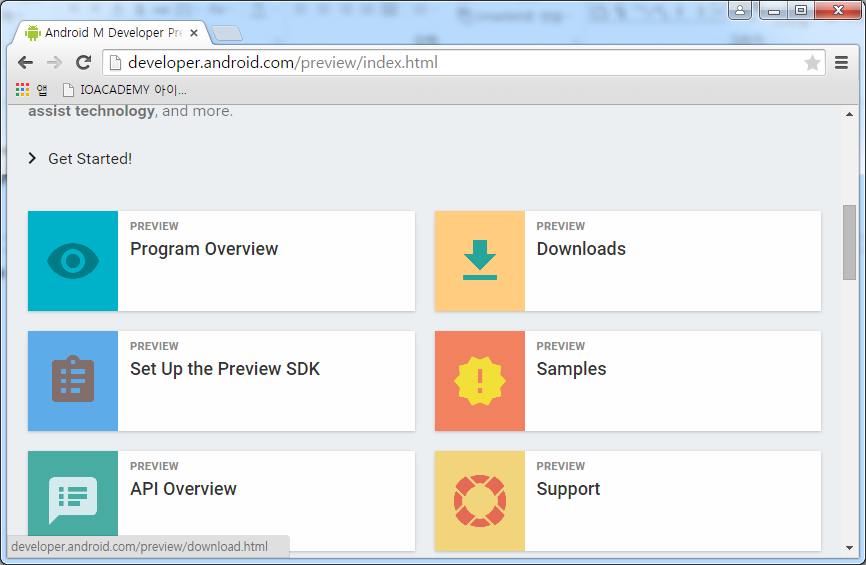 Android M Developer Pre
developer.android.com/preview/index.html
앱
IOACADEMY 아이...
assist technology, and more.
Get Started!
PREVIEW
Program Overview
PREVIEW
Downloads
PREVIEW
Set Up the Preview SDK
PREVIEW
Samples
PREVIEW
API Overview
PREVIEW
Support
developer.android.com/preview/download.html